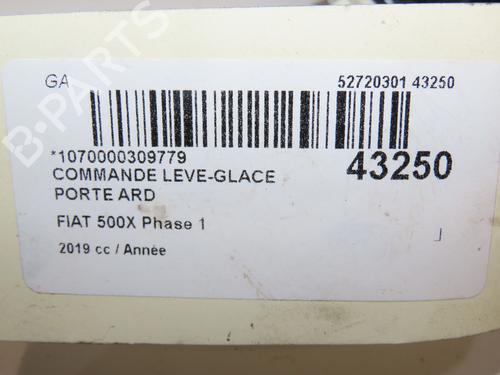 GA 52720301 43250
*1070000309779
43250
COMMANDE LEVE-GLACE
PORTE ARD
FIAT 500X Phase 1
2019 cc / Année
B-PARTS